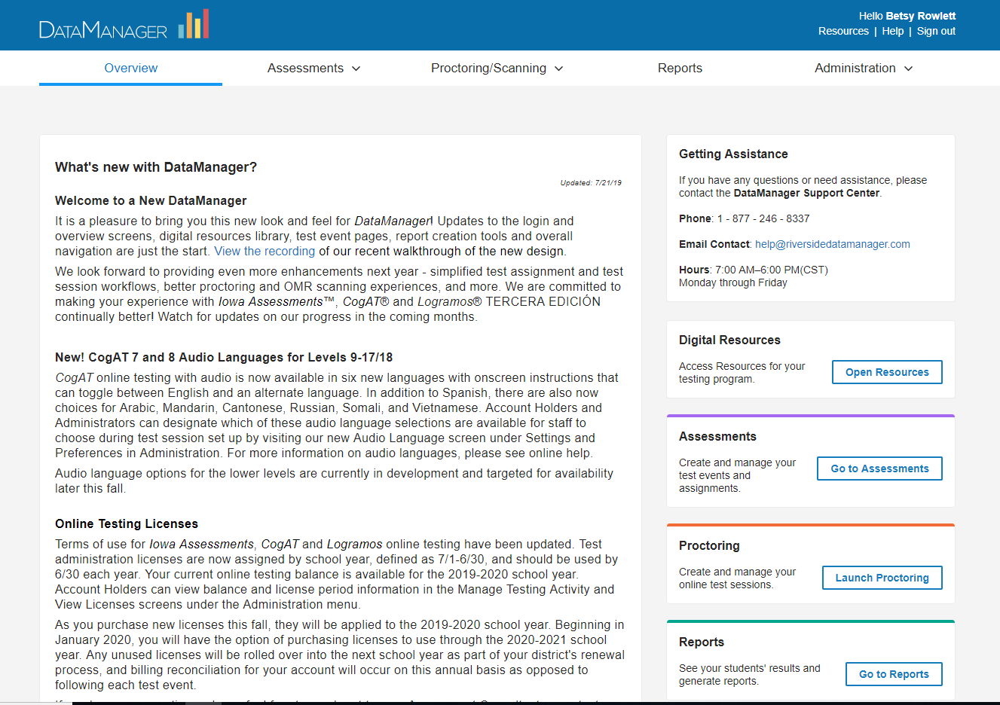 DATAMANAGER
Hello Betsy Rowlett
Resources | Help | Sign out
Overview
Assessments
Proctoring/Scanning
Reports
Administration
What's new with DataManager?
Updated: 7/21/19
Welcome to a New DataManager
It is a pleasure to bring you this new look and feel for DataManager! Updates to the login and
overview screens, digital resources library, test event pages, report creation tools and overall
navigation are just the start. View the recording of our recent walkthrough of the new design.
We look forward to providing even more enhancements next year - simplified test assignment and test
session workflows, better proctoring and OMR scanning experiences, and more. We are committed to
making your experience with Iowa Assessments™, CogAT® and Logramos® TERCERA EDICIÓN
continually better! Watch for updates on our progress in the coming months.
New! CogAT 7 and 8 Audio Languages for Levels 9-17/18
CogAT online testing with audio is now available in six new languages with onscreen instructions that
can toggle between English and an alternate language. In addition to Spanish, there are also now
choices for Arabic, Mandarin, Cantonese, Russian, Somali, and Vietnamese. Account Holders and
Administrators can designate which of these audio language selections are available for staff to
choose during test session set up by visiting our new Audio Language screen under Settings and
Preferences in Administration. For more information on audio languages, please see online help.
Audio language options for the lower levels are currently in development and targeted for availability
later this fall.
Online Testing Licenses
Terms of use for Iowa Assessments, CogAT and Logramos online testing have been updated. Test
administration licenses are now assigned by school year, defined as 7/1-6/30, and should be used by
6/30 each year. Your current online testing balance is available for the 2019-2020 school year.
Account Holders can view balance and license period information in the Manage Testing Activity and
View Licenses screens under the Administration menu.
As you purchase new licenses this fall, they will be applied to the 2019-2020 school year. Beginning in
January 2020, you will have the option of purchasing licenses to use through the 2020-2021 school
year. Any unused licenses will be rolled over into the next school year as part of your district's renewal
process, and billing reconciliation for your account will occur on this annual basis as opposed to
following each test event.
Getting Assistance
If you have any questions or need assistance, please
contact the DataManager Support Center.
Phone: 1 - 877 - 246 - 8337
Email Contact: help@riversidedatamanager.com
Hours: 7:00 AM–6:00 PM(CST)
Monday through Friday
Digital Resources
Access Resources for your
testing program.
Open Resources
Assessments
Create and manage your
test events and
assignments.
Go to Assessments
Proctoring
Create and manage your
online test sessions.
Launch Proctoring
Reports
See your students' results and
generate reports.
Go to Reports